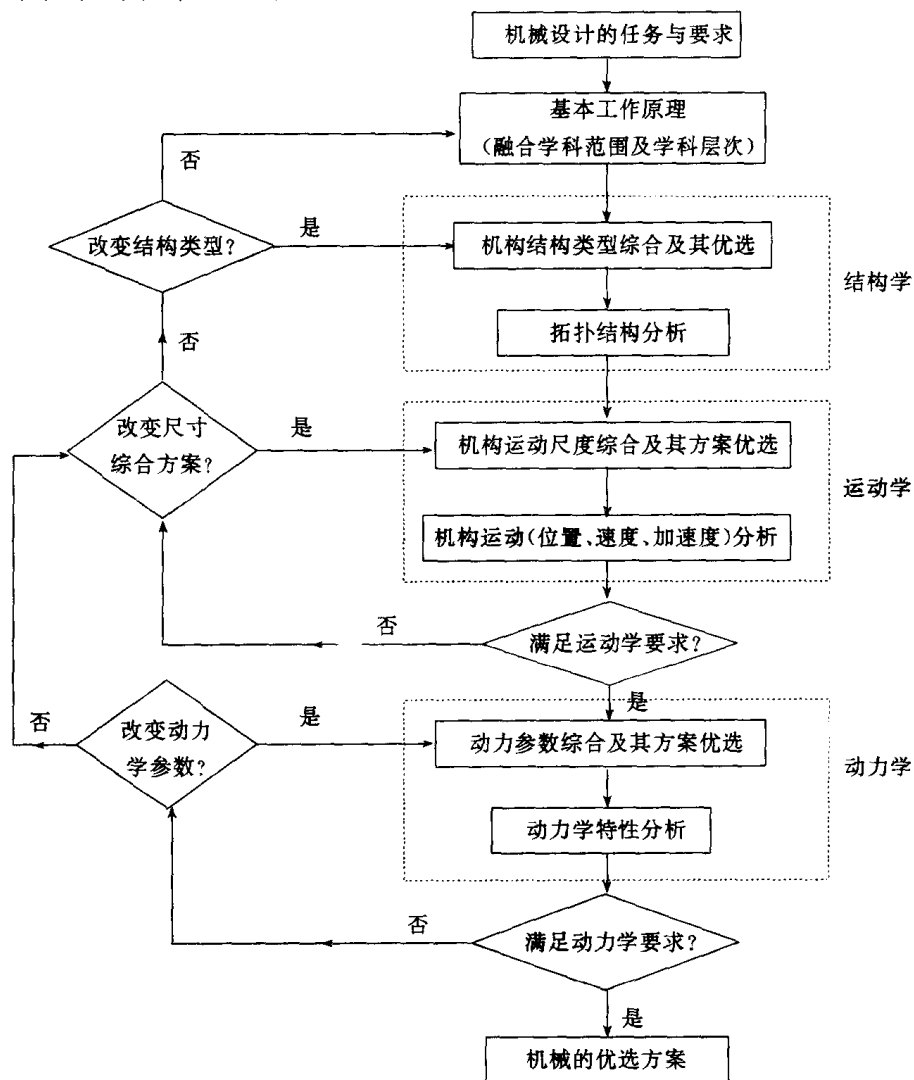 机械设计的任务与要求
基本工作原理
（融合学科范围及学科层次）
否
改变结构类型?
是
机构结构类型综合及其优选
结构学
拓扑结构分析
否
改变尺寸
综合方案?
是
机构运动尺度综合及其方案优选
运动学
机构运动(位置、速度、加速度)分析
否
满足运动学要求?
是
否
改变动力
学参数?
是
动力参数综合及其方案优选
动力学
动力学特性分析
否
满足动力学要求?
是
机械的优选方案